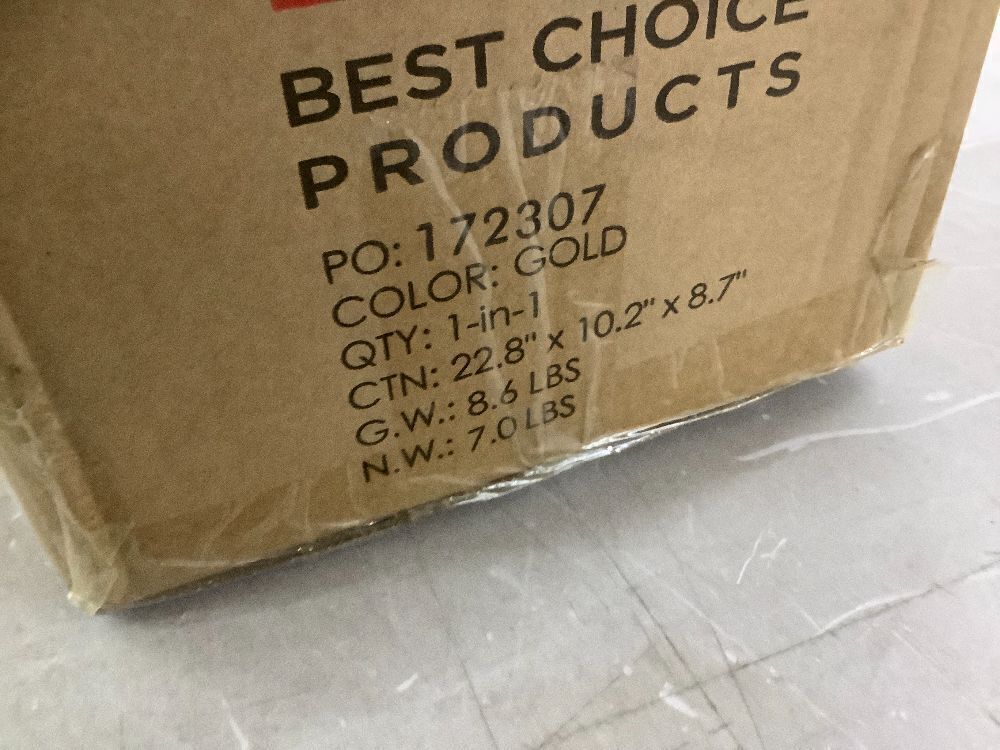 BEST CHOICE
PRODUCTS
PO: 172307
COLOR: GOLD
QTY: 1-in-1
CTN: 22.8" x 10.2" x 8.7"
G.W.: 8.6 LBS
N.W.: 7.0 LBS